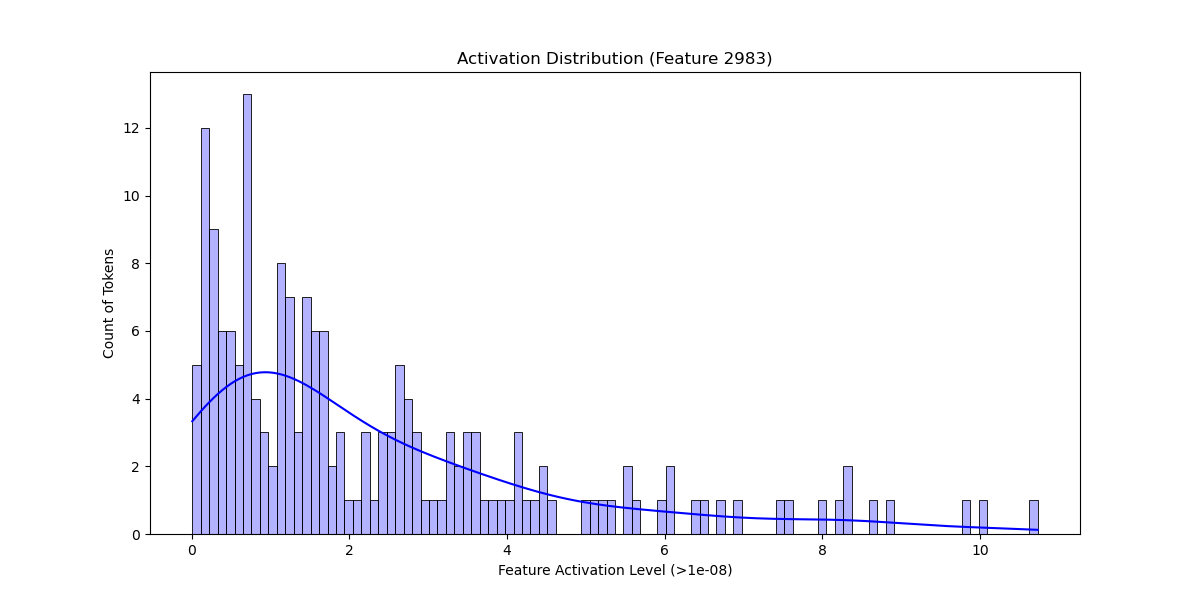 Activation Distribution (Feature 2983)
Count of Tokens
12
10
8
6
4
2
0
0 2 4 6 8 10
Feature Activation Level (>1e-08)